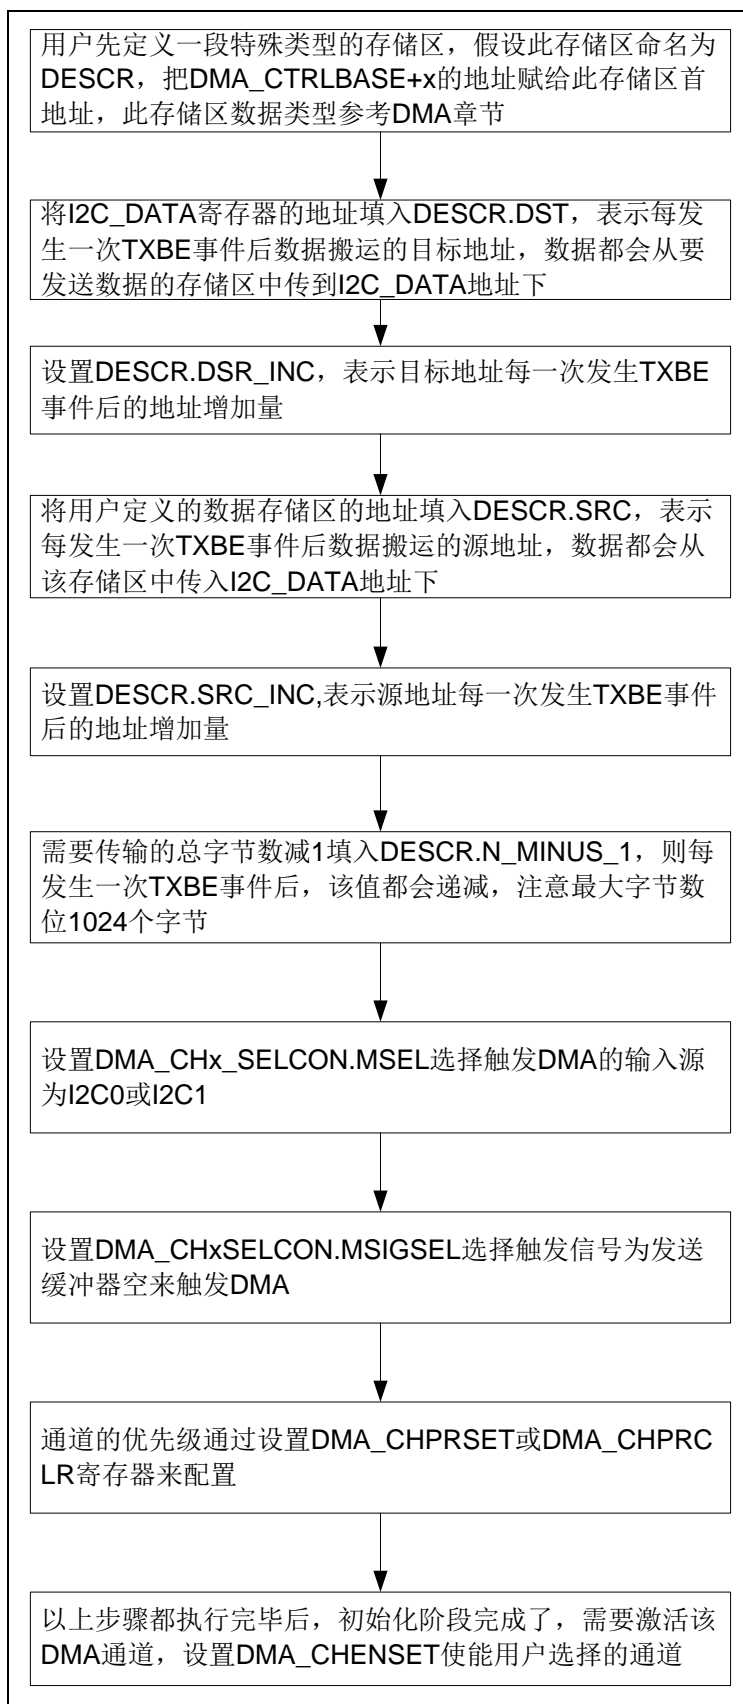 用户先定义一段特殊类型的存储区，假设此存储区命名为
DESCR，把DMA_CTRLBASE+x的地址赋给此存储区首
地址，此存储区数据类型参考DMA章节
将I2C_DATA寄存器的地址填入DESCR.DST，表示每发
生一次TXBE事件后数据搬运的目标地址，数据都会从要
发送数据的存储区中传到I2C_DATA地址下
设置DESCR.DSR_INC，表示目标地址每一次发生TXBE
事件后的地址增加量
将用户定义的数据存储区的地址填入DESCR.SRC，表示
每发生一次TXBE事件后数据搬运的源地址，数据都会从
该存储区中传入I2C_DATA地址下
设置DESCR.SRC_INC,表示源地址每一次发生TXBE事件
后的地址增加量
需要传输的总字节数减1填入DESCR.N_MINUS_1，则每
发生一次TXBE事件后，该值都会递减，注意最大字节数
位1024个字节
设置DMA_CHx_SELCON.MSEL选择触发DMA的输入源
为I2C0或I2C1
设置DMA_CHxSELCON.MSIGSEL选择触发信号为发送
缓冲器空来触发DMA
通道的优先级通过设置DMA_CHPRSET或DMA_CHPRC
LR寄存器来配置
以上步骤都执行完毕后，初始化阶段完成了，需要激活该
DMA通道，设置DMA_CHENSET使能用户选择的通道